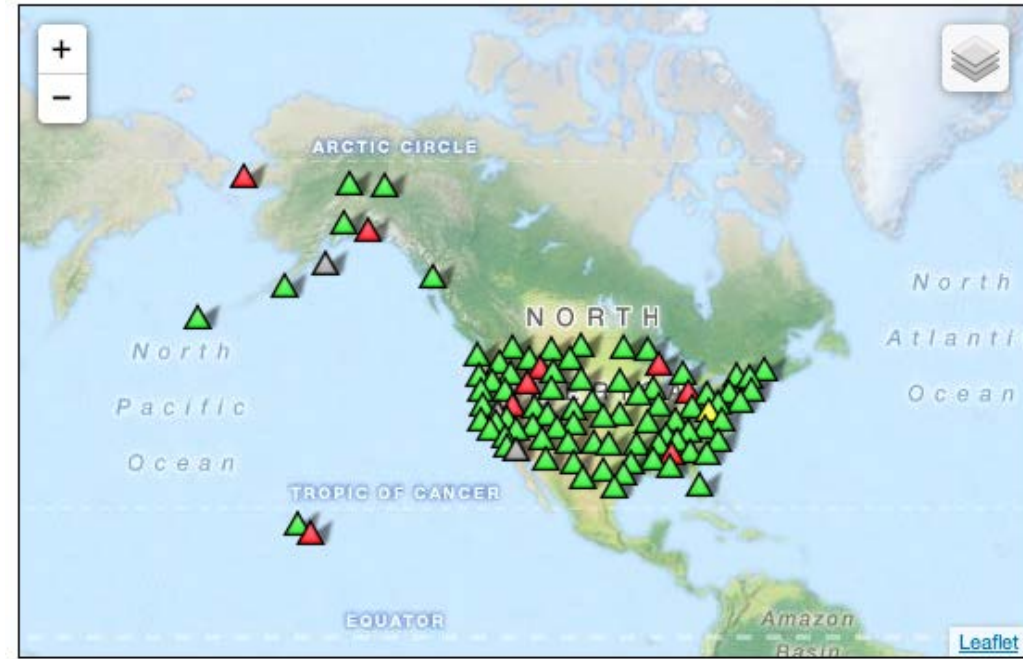 +
−
ARCTIC CIRCLE
North
Atlanti
Ocean
NORTH
North
Pacific
Ocean
TROPIC OF CANCER
EQUATOR
Amazon
Basin
Leaflet